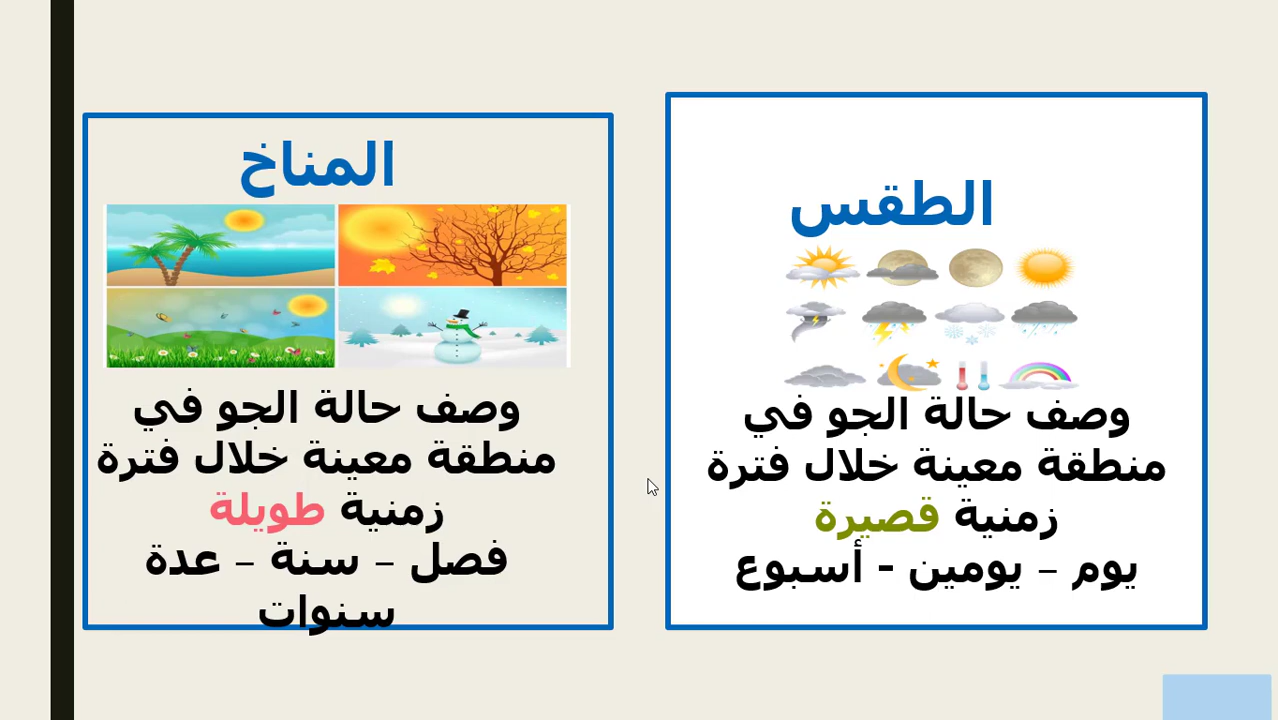 الطقس
وصف حالة الجو في
منطقة معينة خلال فترة
زمنية قصيرة
يوم – يومين - أسبوع
المناخ
وصف حالة الجو في
منطقة معينة خلال فترة
زمنية طويلة
فصل – سنة – عدة
سنوات